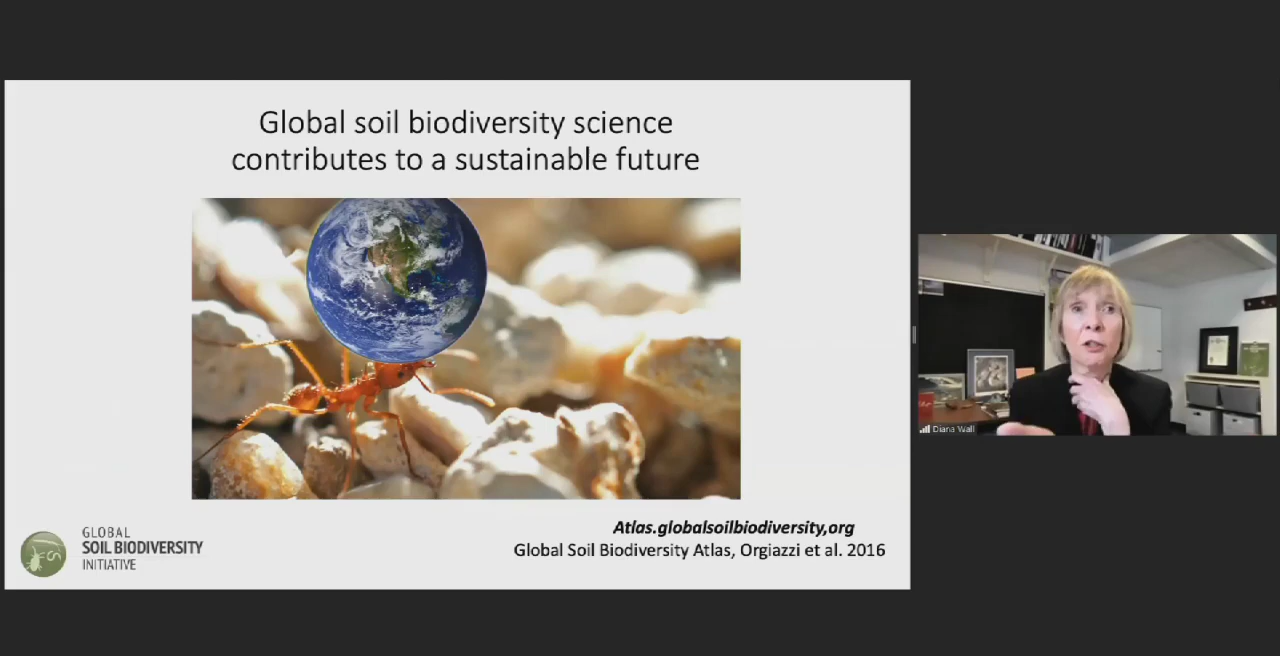 Global soil biodiversity science
contributes to a sustainable future
Atlas.globalsoilbiodiversity,org
Global Soil Biodiversity Atlas, Orgiazzi et al. 2016
GLOBAL
SOIL BIODIVERSITY
INITIATIVE
Diana Wall